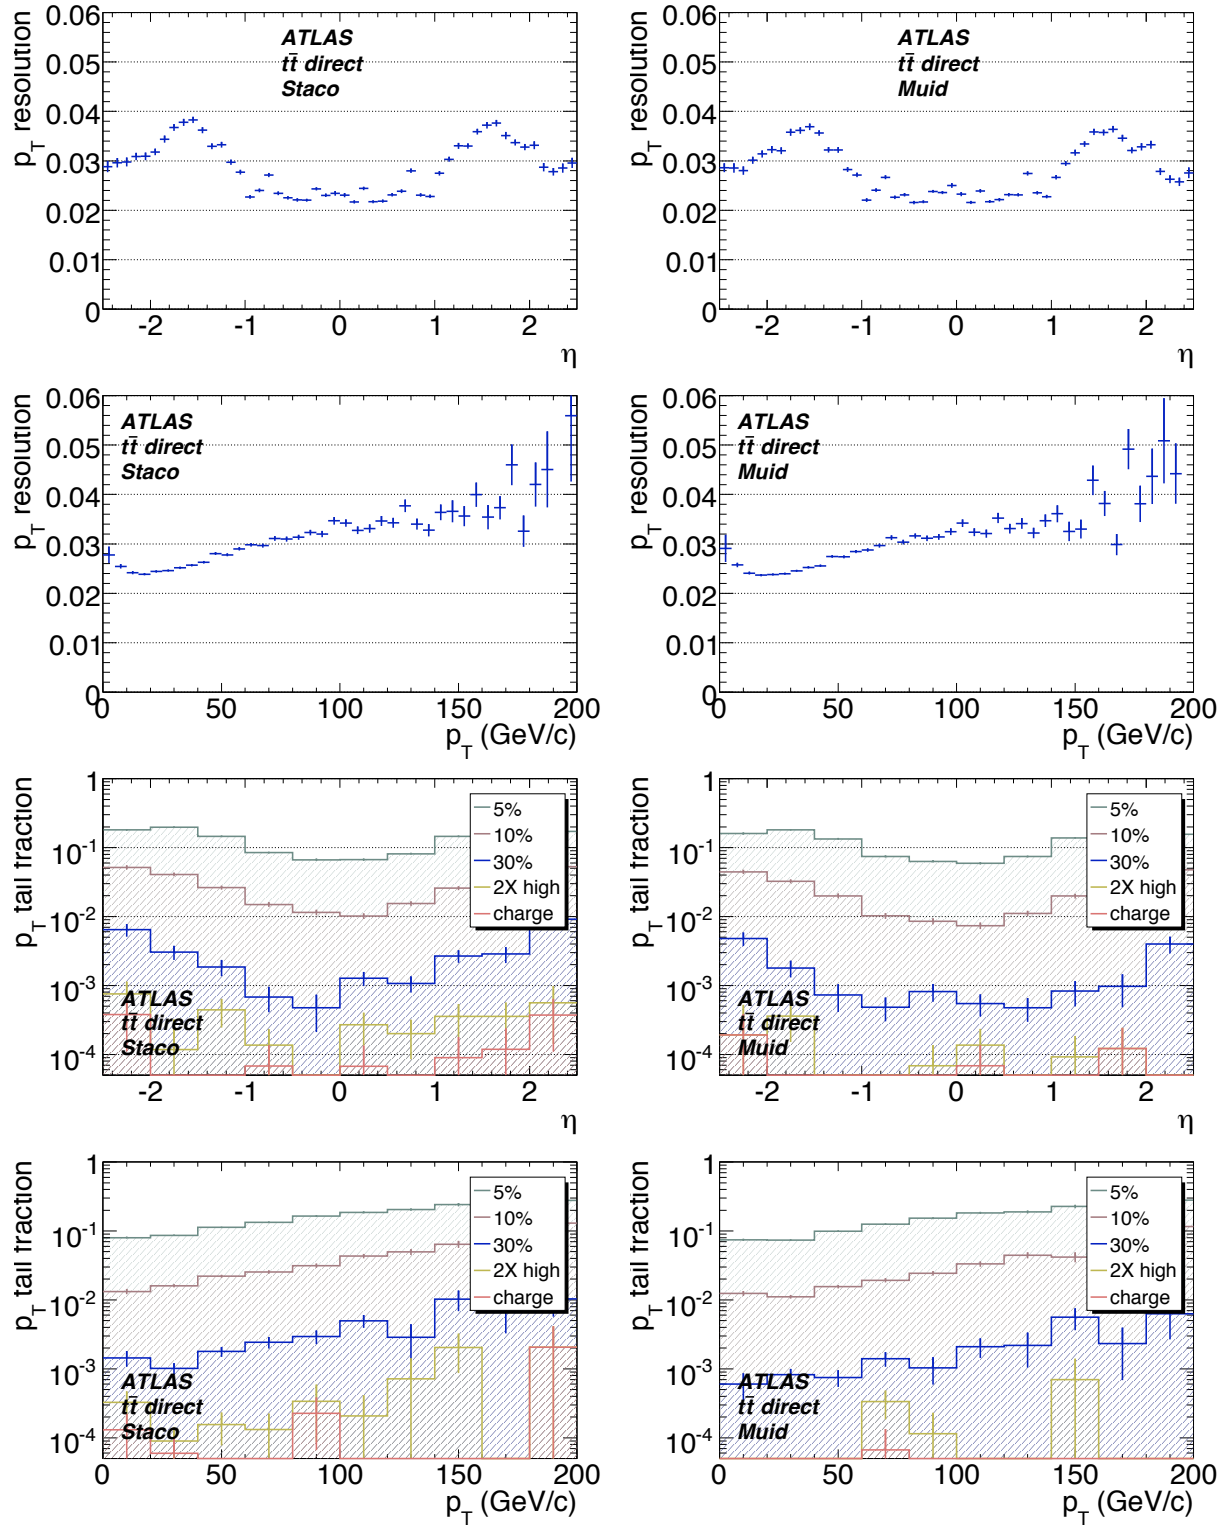 0.06
0.05
0.04
0.03
0.02
0.01
0
p_T resolution
ATLAS
tt̄ direct
Staco
-2 -1 0 1 2
η
0.06
0.05
0.04
0.03
0.02
0.01
0
p_T resolution
ATLAS
tt̄ direct
Muid
-2 -1 0 1 2
η
0.06
0.05
0.04
0.03
0.02
0.01
0
p_T resolution
ATLAS
tt̄ direct
Staco
0 50 100 150 200
p_T (GeV/c)
0.06
0.05
0.04
0.03
0.02
0.01
0
p_T resolution
ATLAS
tt̄ direct
Muid
0 50 100 150 200
p_T (GeV/c)
1
10^-1
10^-2
10^-3
10^-4
p_T tail fraction
5%
10%
30%
2X high
charge
ATLAS
tt̄ direct
Staco
-2 -1 0 1 2
η
1
10^-1
10^-2
10^-3
10^-4
p_T tail fraction
5%
10%
30%
2X high
charge
ATLAS
tt̄ direct
Muid
-2 -1 0 1 2
η
1
10^-1
10^-2
10^-3
10^-4
p_T tail fraction
5%
10%
30%
2X high
charge
ATLAS
tt̄ direct
Staco
0 50 100 150 200
p_T (GeV/c)
1
10^-1
10^-2
10^-3
10^-4
p_T tail fraction
5%
10%
30%
2X high
charge
ATLAS
tt̄ direct
Muid
0 50 100 150 200
p_T (GeV/c)